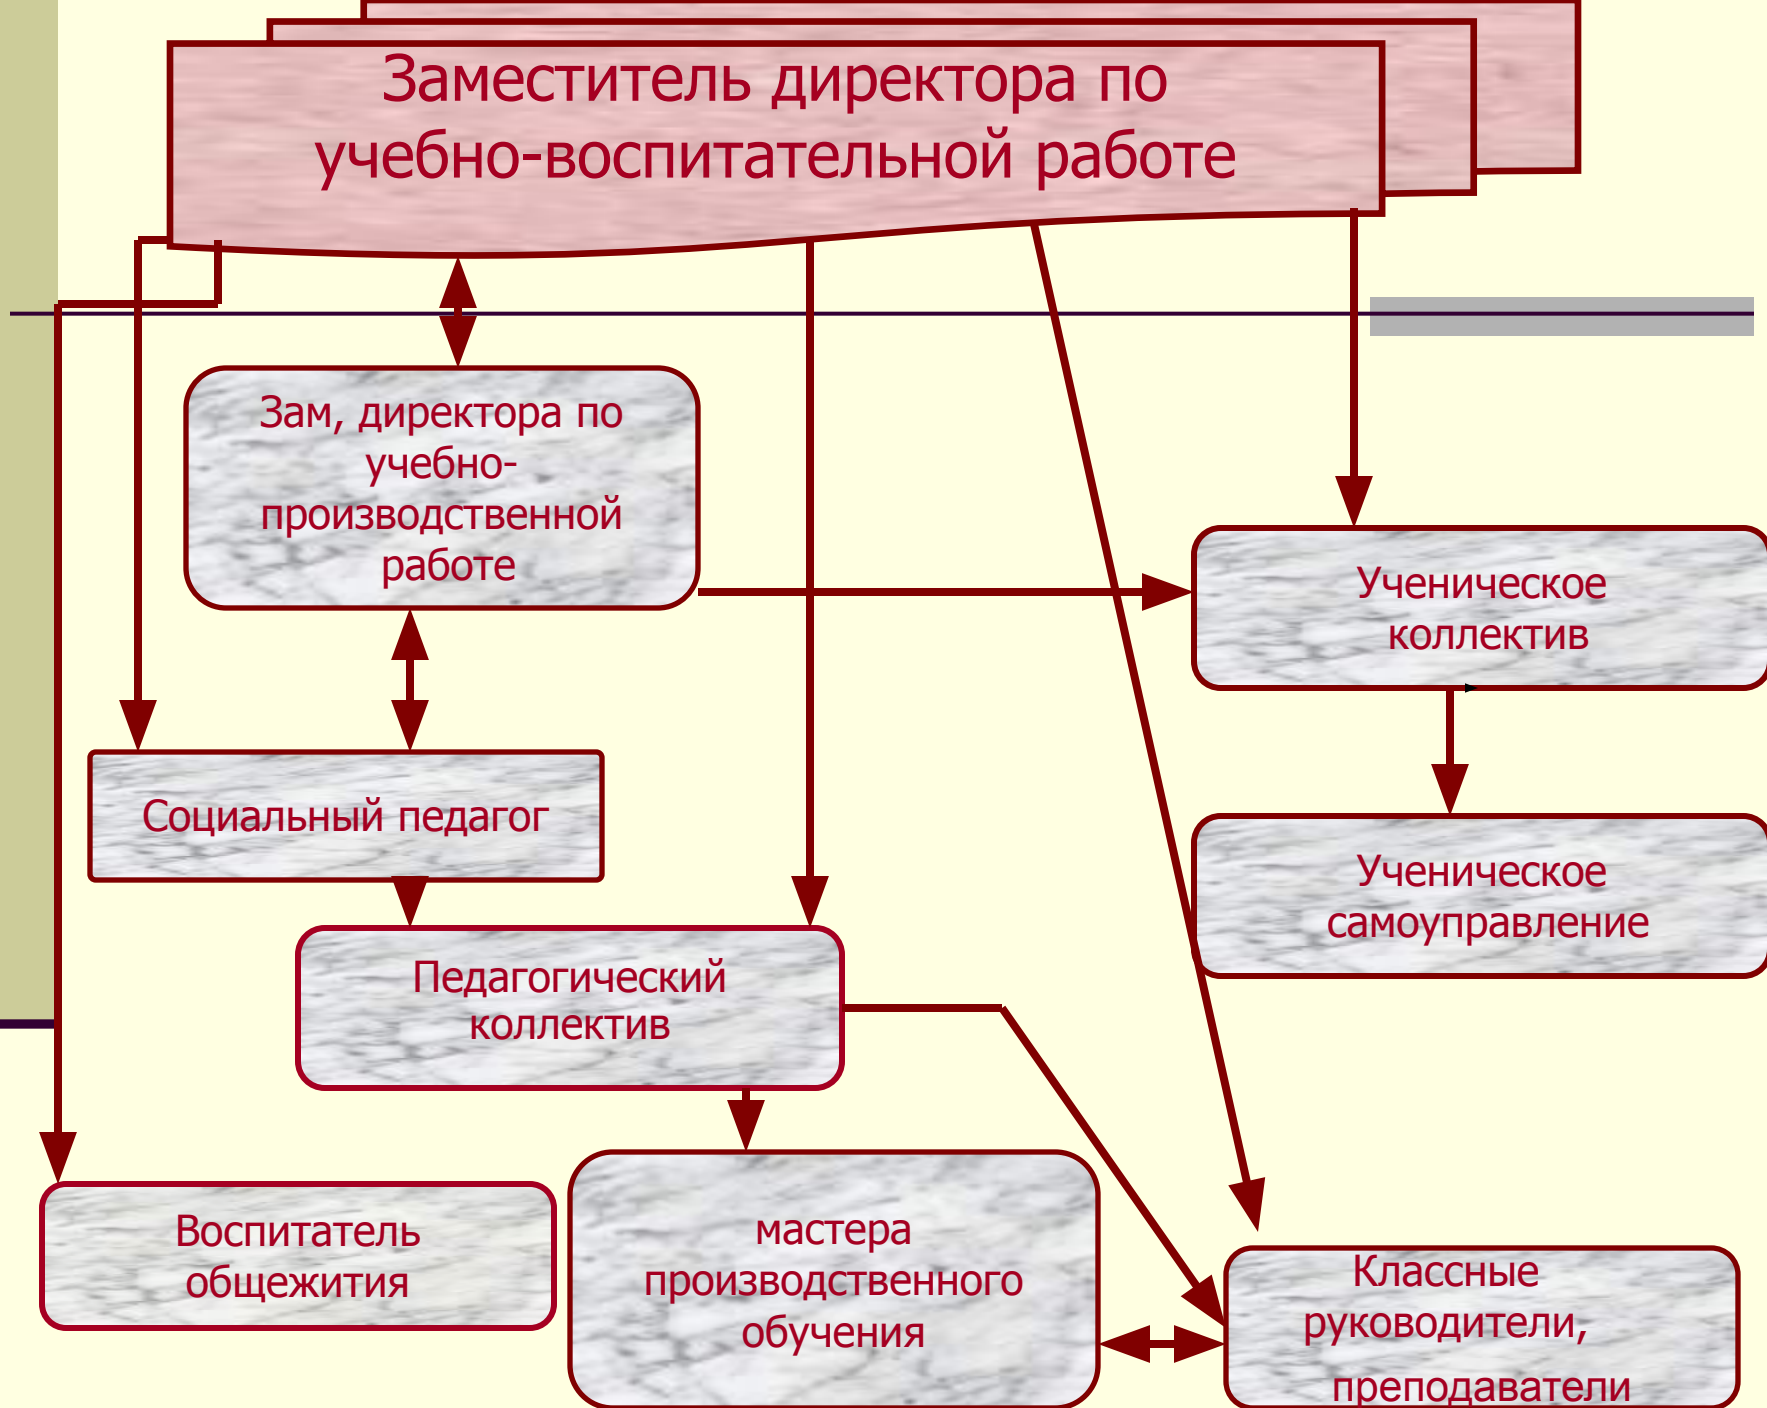 Заместитель директора по
учебно-воспитательной работе
Зам, директора по
учебно-
производственной
работе
Ученическое
коллектив
Социальный педагог
Ученическое
самоуправление
Педагогический
коллектив
Воспитатель
общежития
мастера
производственного
обучения
Классные
руководители,
преподаватели